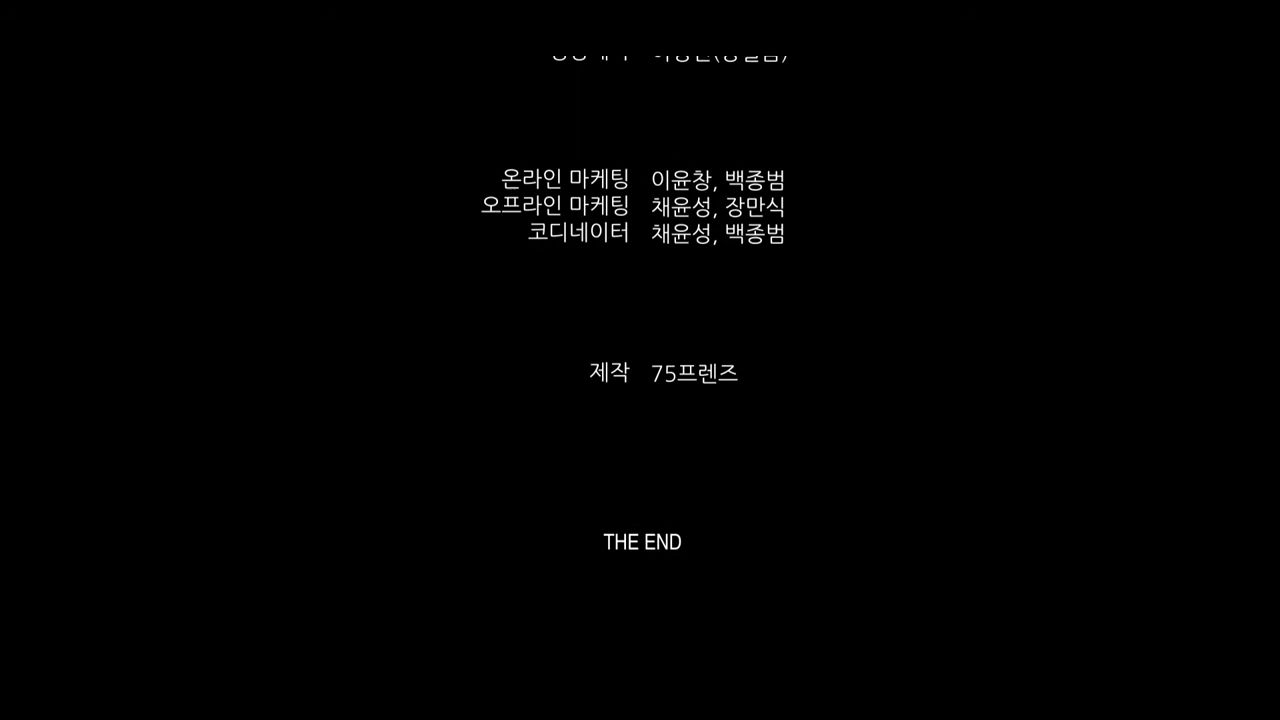 온라인 마케팅 이윤창, 백종범
오프라인 마케팅 채윤성, 장만식
코디네이터 채윤성, 백종범
제작 75프렌즈
THE END